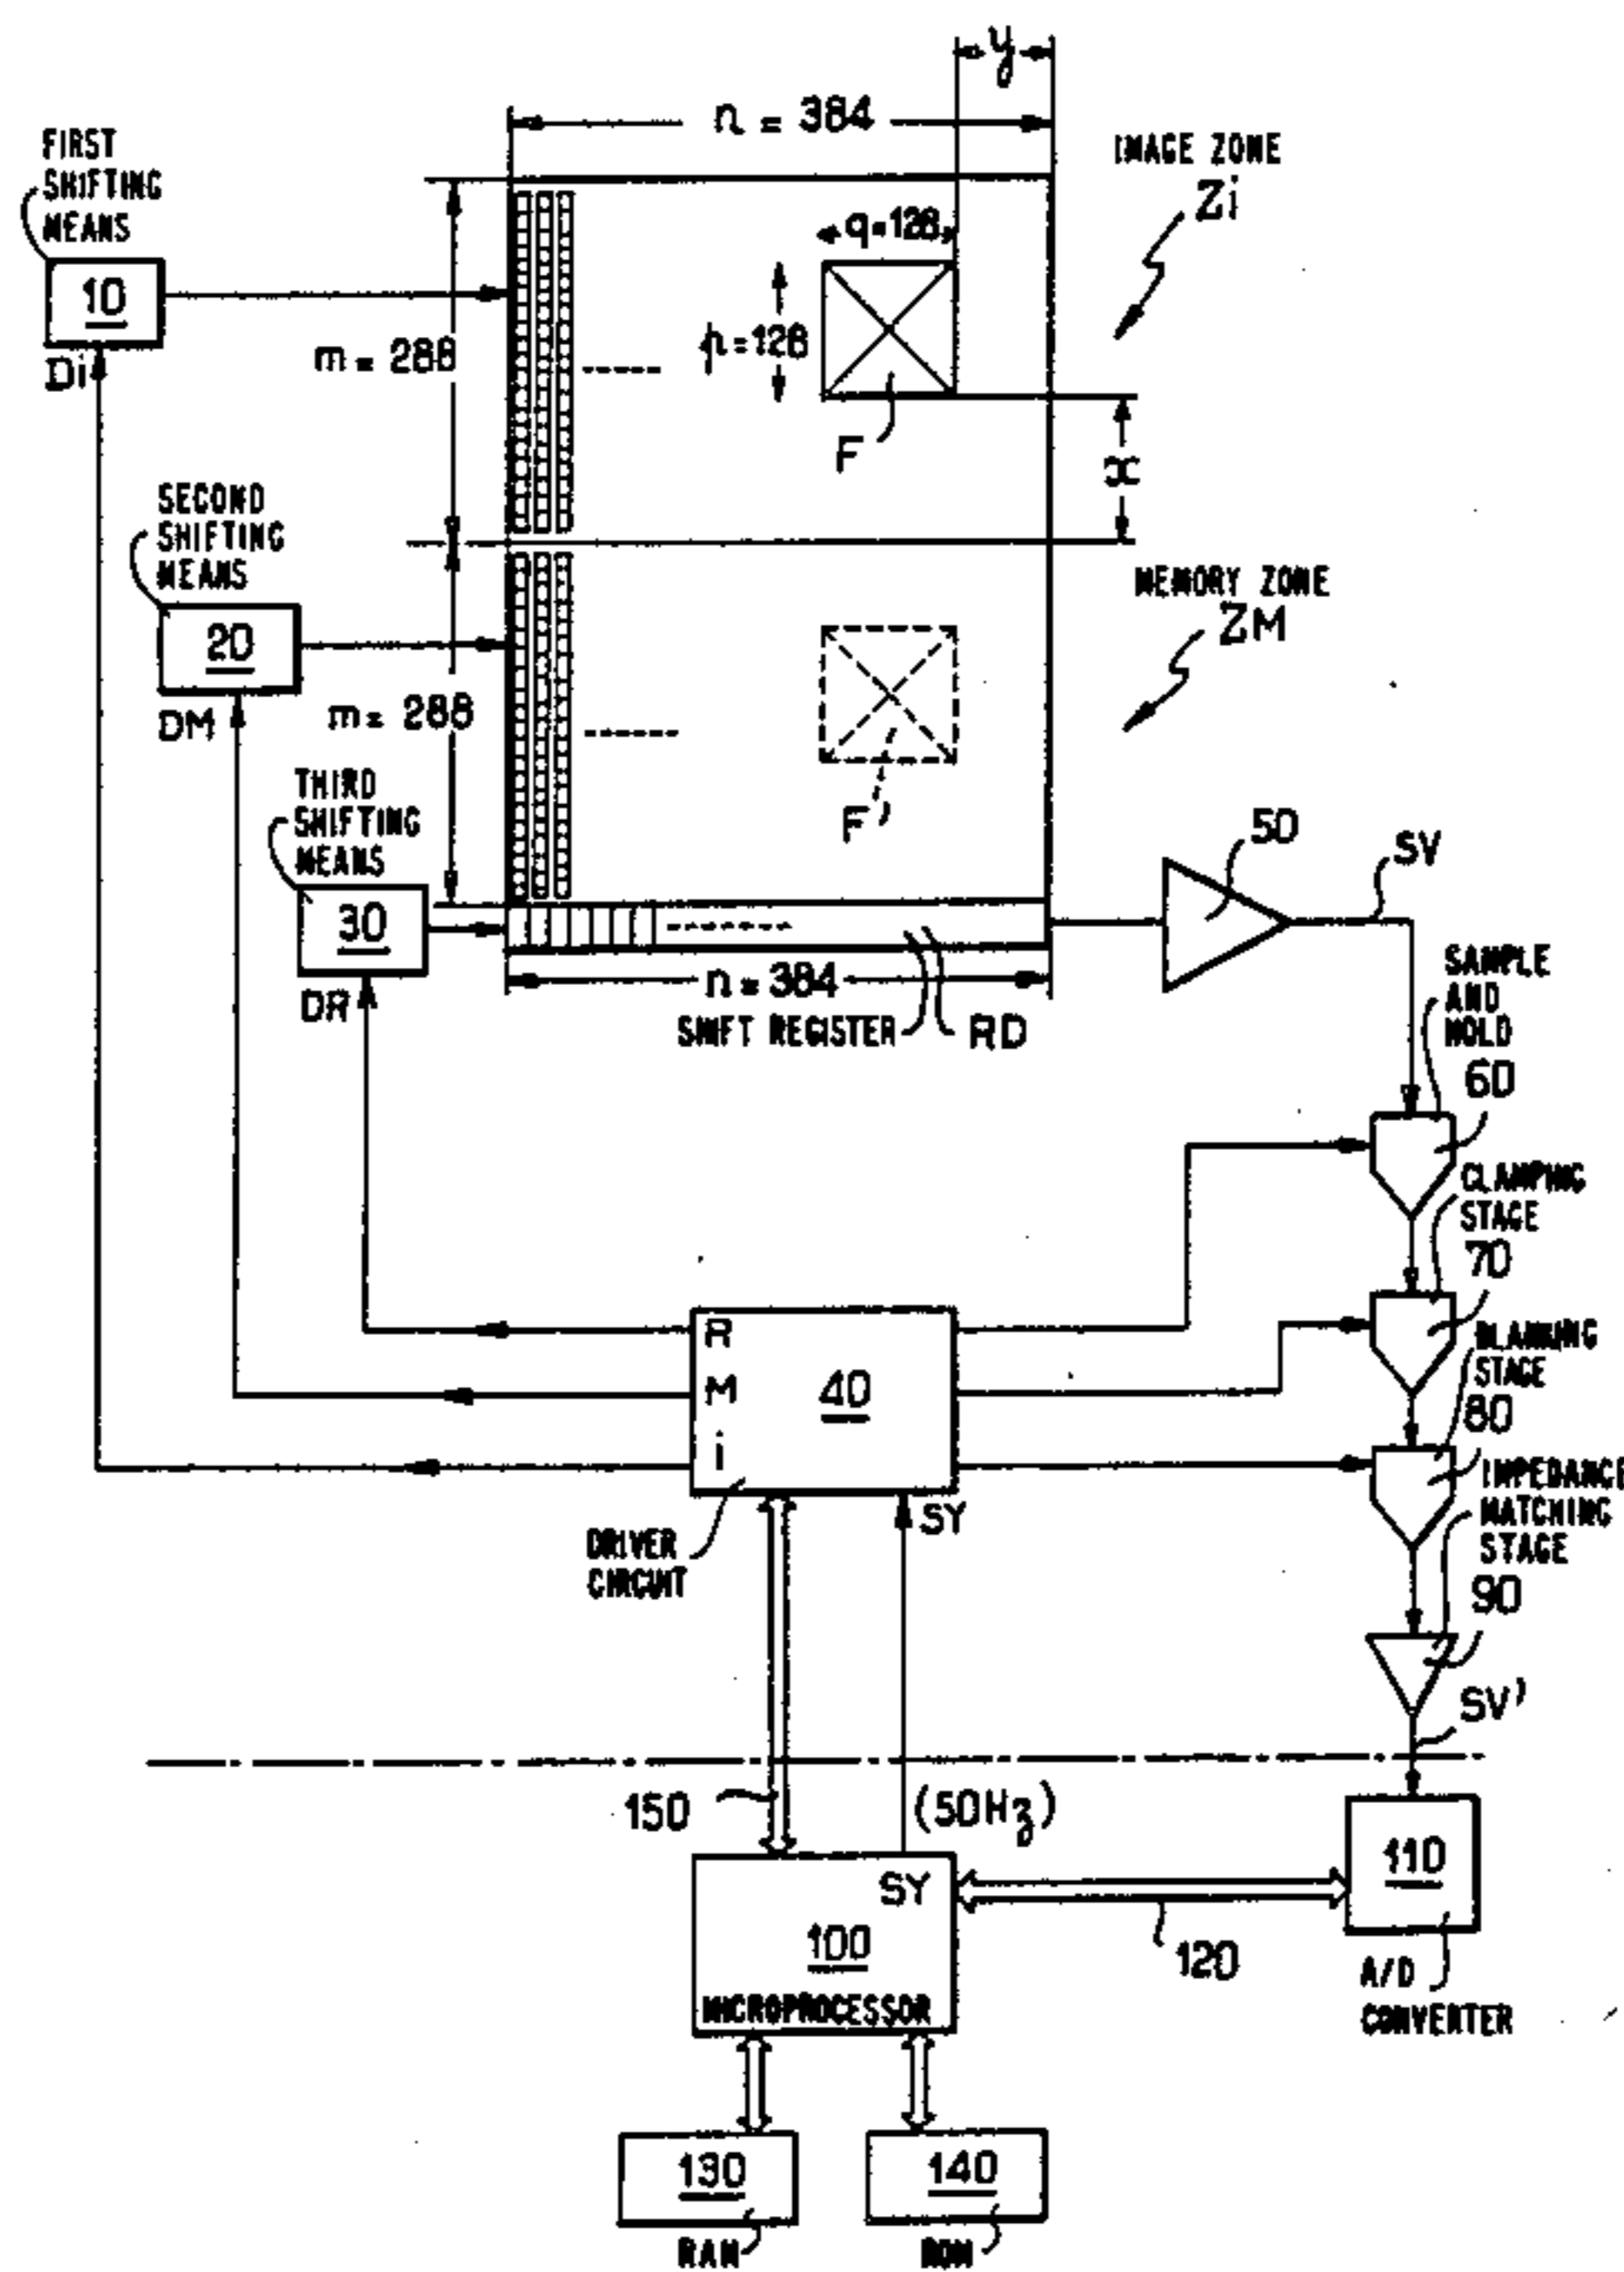 y
n = 384
FIRST
SHIFTING
MEANS
IMAGE ZONE
Zi
q=128
10
p=128
m = 288
Di
F
x
SECOND
SHIFTING
MEANS
MEMORY ZONE
ZM
20
DM
m = 288
THIRD
SHIFTING
MEANS
F'
50
SV
30
DR
n = 384
SHIFT REGISTER
RD
SAMPLE
AND
HOLD
60
CLAMPING
STAGE
70
R
M
i
40
BLANKING
STAGE
80
SY
DRIVER
CIRCUIT
IMPEDANCE
MATCHING
STAGE
90
SV'
150
(50Hz)
SY
100
MICROPROCESSOR
110
120
A/D
CONVERTER
130
140
RAM
ROM